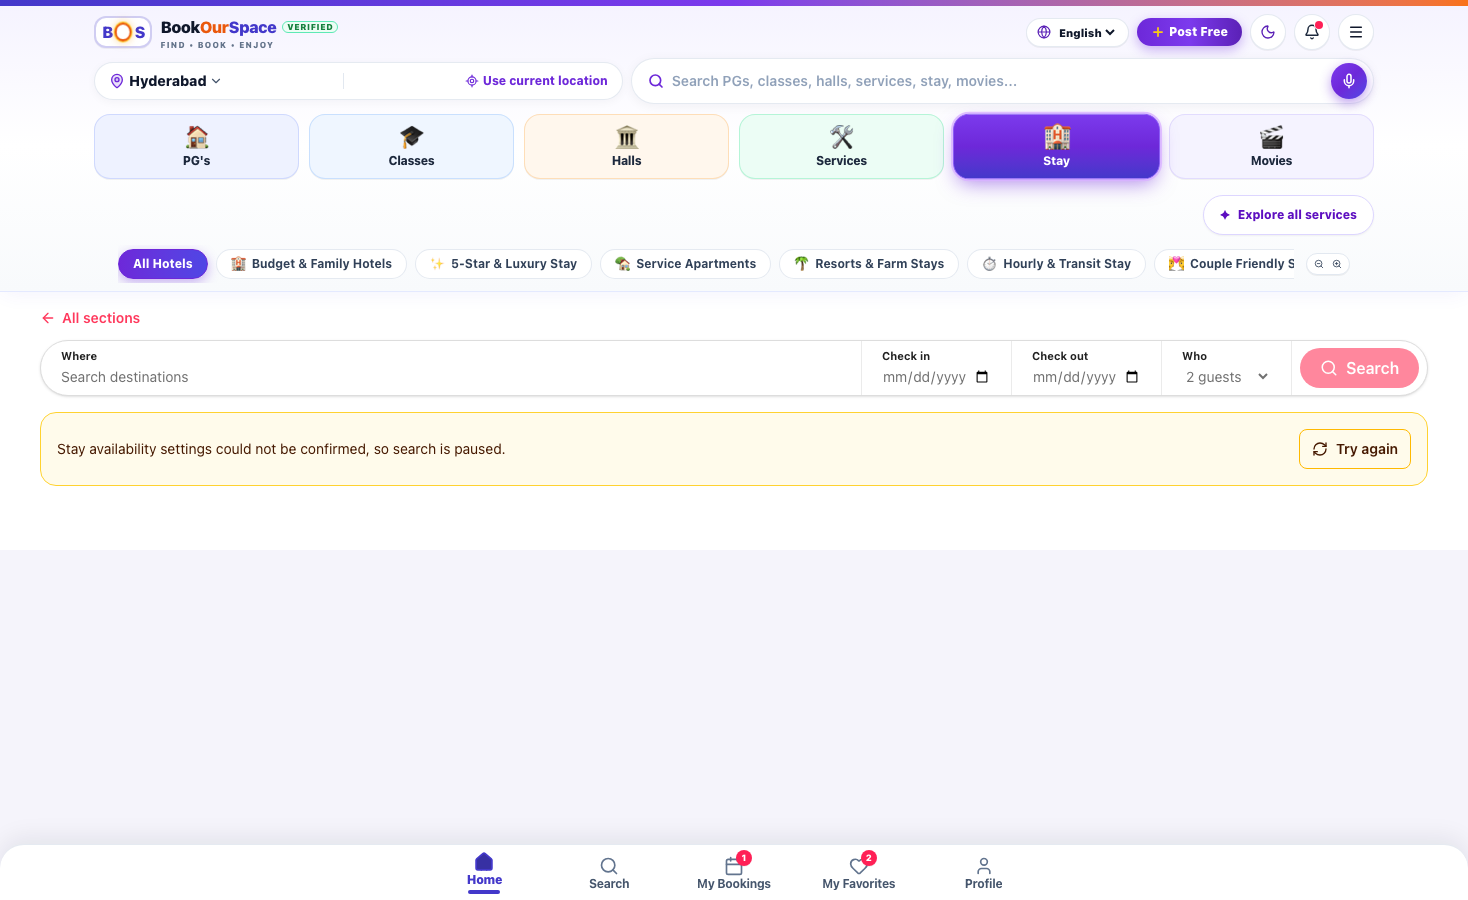 BOS BookOurSpace VERIFIED
FIND • BOOK • ENJOY
English
+ Post Free
Hyderabad
Use current location
Search PGs, classes, halls, services, stay, movies...
PG's
Classes
Halls
Services
H
Stay
Movies
Explore all services
All Hotels
Budget & Family Hotels
5-Star & Luxury Stay
Service Apartments
Resorts & Farm Stays
Hourly & Transit Stay
Couple Friendly S
All sections
Where
Search destinations
Check in
mm/dd/yyyy
Check out
mm/dd/yyyy
Who
2 guests
Search
Stay availability settings could not be confirmed, so search is paused.
Try again
Home
Search
1
My Bookings
2
My Favorites
Profile